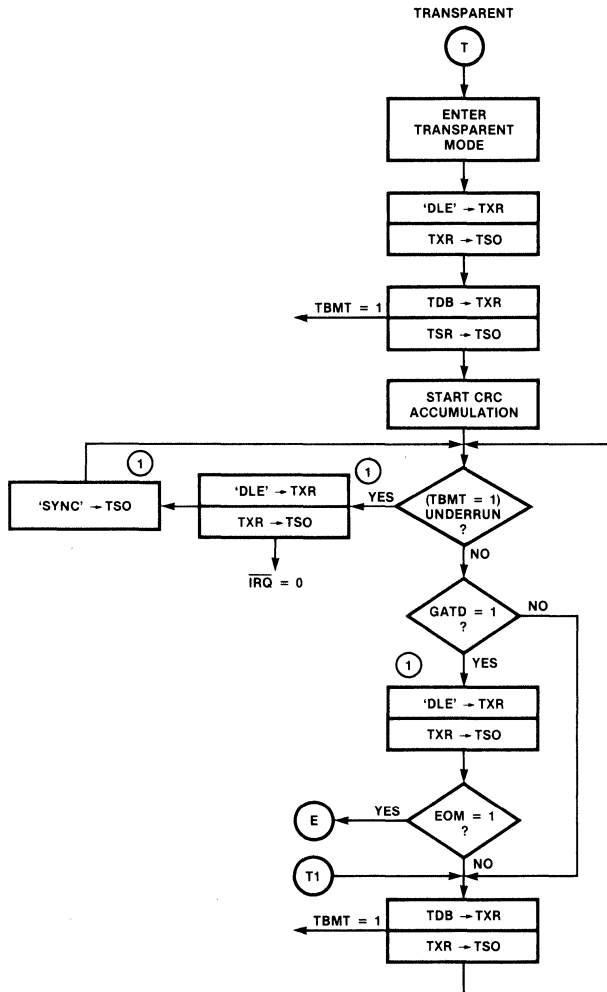 TRANSPARENT
T
ENTER
TRANSPARENT
MODE
'DLE' → TXR
TXR → TSO
TDB → TXR
TBMT = 1
TSR → TSO
START CRC
ACCUMULATION
1
'SYNC' → TSO
1
'DLE' → TXR
TXR → TSO
IRQ = 0
YES
(TBMT = 1)
UNDERRUN
?
NO
GATD = 1
?
NO
YES
1
'DLE' → TXR
TXR → TSO
E
YES
EOM = 1
?
NO
T1
TDB → TXR
TBMT = 1
TXR → TSO